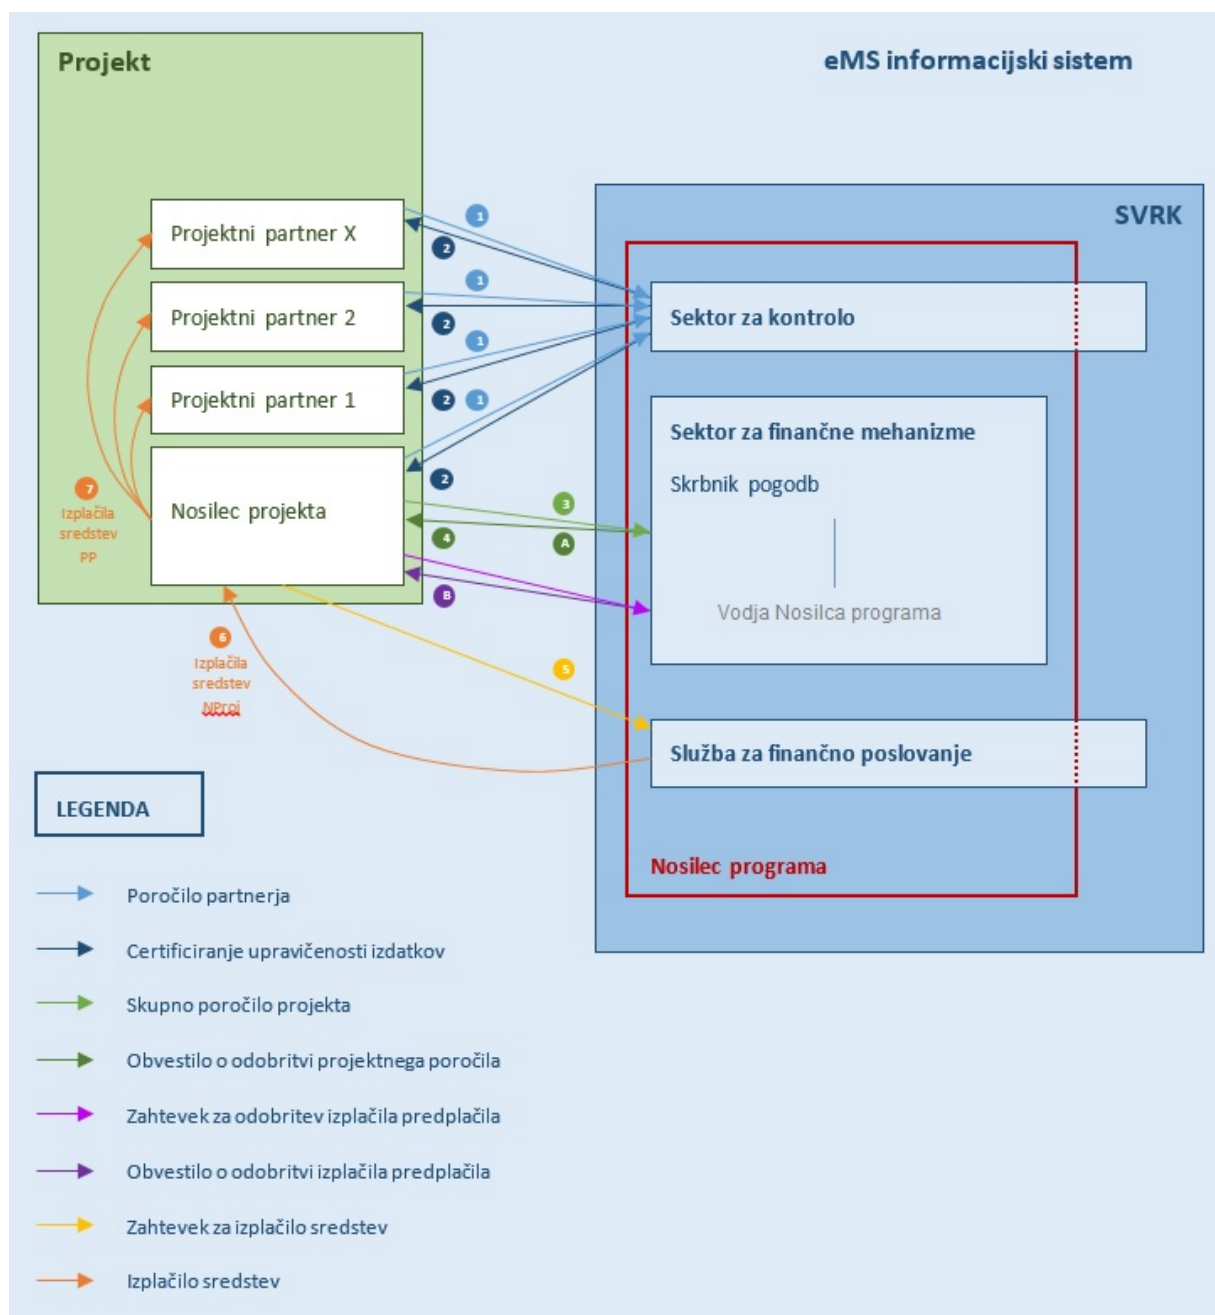 Projekt
eMS informacijski sistem
SVRK
Projektni partner X
Projektni partner 2
Projektni partner 1
Nosilec projekta
1
2
1
2
1
2
1
2
3
4
A
B
5
7
Izplačila
sredstev
PP
6
Izplačila
sredstev
NProj
Sektor za kontrolo
Sektor za finančne mehanizme
Skrbnik pogodb
Vodja Nosilca programa
Služba za finančno poslovanje
Nosilec programa
LEGENDA
Poročilo partnerja
Certificiranje upravičenosti izdatkov
Skupno poročilo projekta
Obvestilo o odobritvi projektnega poročila
Zahtevek za odobritev izplačila predplačila
Obvestilo o odobritvi izplačila predplačila
Zahtevek za izplačilo sredstev
Izplačilo sredstev